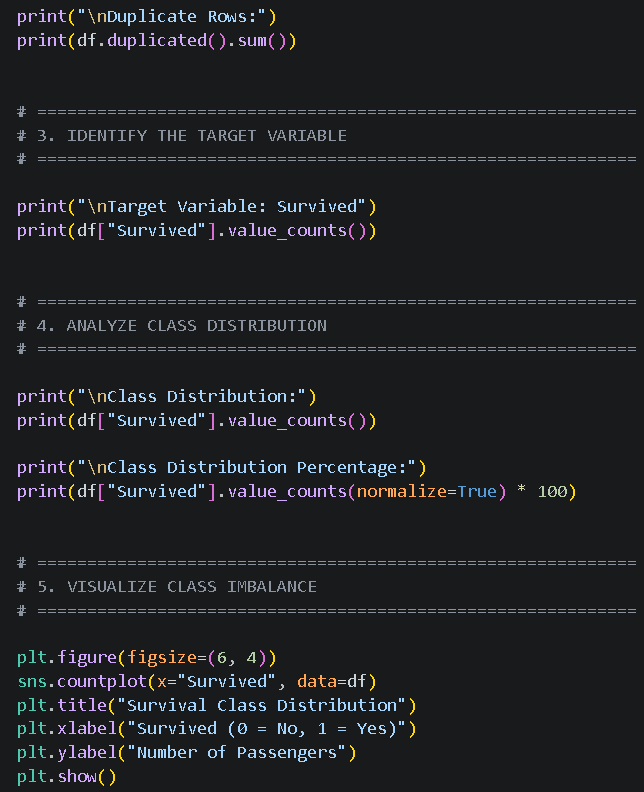 print("\nDuplicate Rows:")
print(df.duplicated().sum())
# ============================================================
# 3. IDENTIFY THE TARGET VARIABLE
# ============================================================
print("\nTarget Variable: Survived")
print(df["Survived"].value_counts())
# ============================================================
# 4. ANALYZE CLASS DISTRIBUTION
# ============================================================
print("\nClass Distribution:")
print(df["Survived"].value_counts())
print("\nClass Distribution Percentage:")
print(df["Survived"].value_counts(normalize=True) * 100)
# ============================================================
# 5. VISUALIZE CLASS IMBALANCE
# ============================================================
plt.figure(figsize=(6, 4))
sns.countplot(x="Survived", data=df)
plt.title("Survival Class Distribution")
plt.xlabel("Survived (0 = No, 1 = Yes)")
plt.ylabel("Number of Passengers")
plt.show()